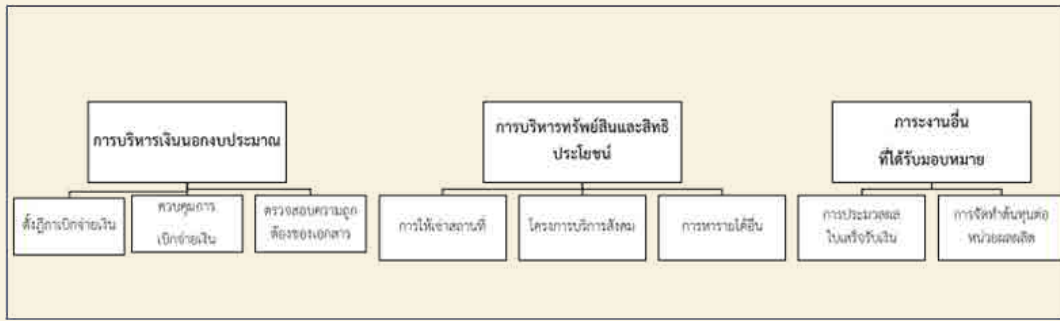 การบริหารเงินนอกงบประมาณ
ตั้งฎีกาเบิกจ่ายเงิน
ควบคุมการ
เบิกจ่ายเงิน
ตรวจสอบความถูก
ต้องของเอกสาร
การบริหารทรัพย์สินและสิทธิ
ประโยชน์
การให้เช่าสถานที่
โครงการบริการสังคม
การหารายได้อื่น
ภาระงานอื่น
ที่ได้รับมอบหมาย
การประมวลผล
ใบเสร็จรับเงิน
การจัดทำต้นทุนต่อ
หน่วยผลผลิต